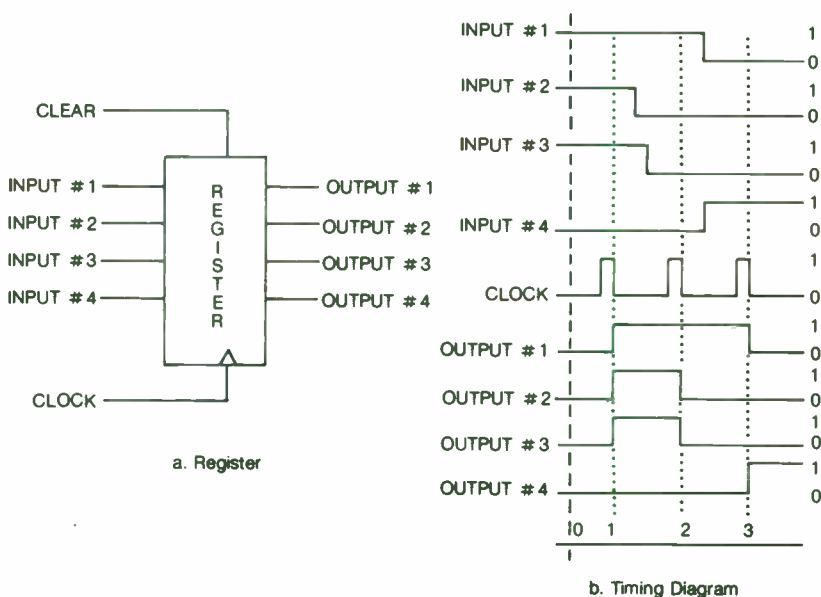 CLEAR
INPUT #1
INPUT #2
INPUT #3
INPUT #4
REGISTER
OUTPUT #1
OUTPUT #2
OUTPUT #3
OUTPUT #4
CLOCK
a. Register
INPUT #1 1
0
INPUT #2 1
0
INPUT #3 1
0
INPUT #4 1
0
CLOCK 1
0
OUTPUT #1 1
0
OUTPUT #2 1
0
OUTPUT #3 1
0
OUTPUT #4 1
0
0 1 2 3
b. Timing Diagram